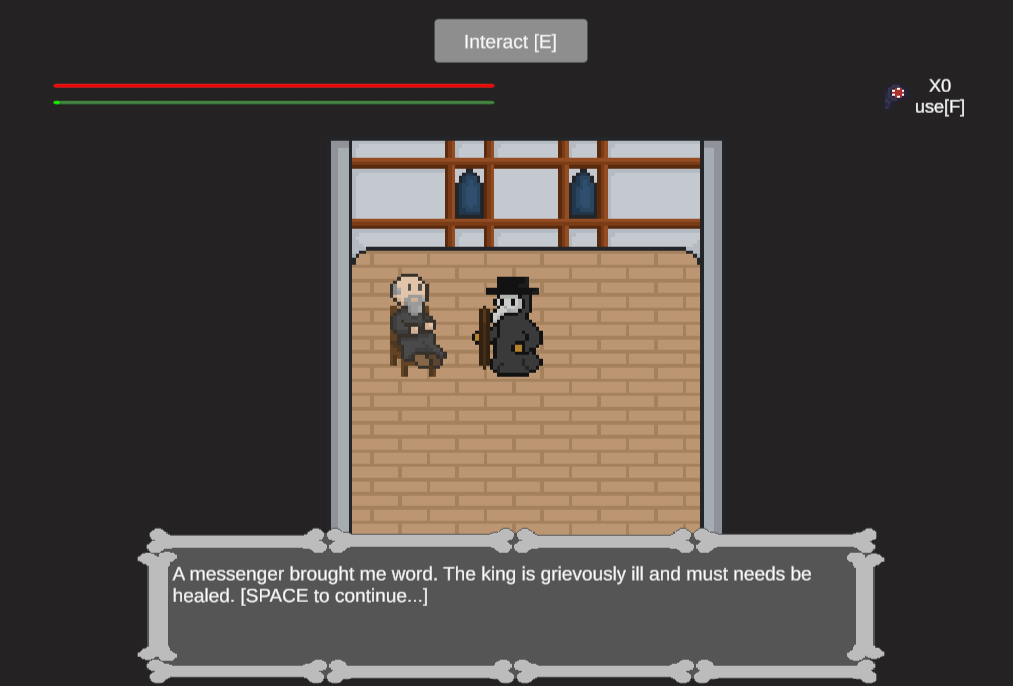 Interact [E]
X0
use[F]
A messenger brought me word. The king is grievously ill and must needs be
healed. [SPACE to continue...]